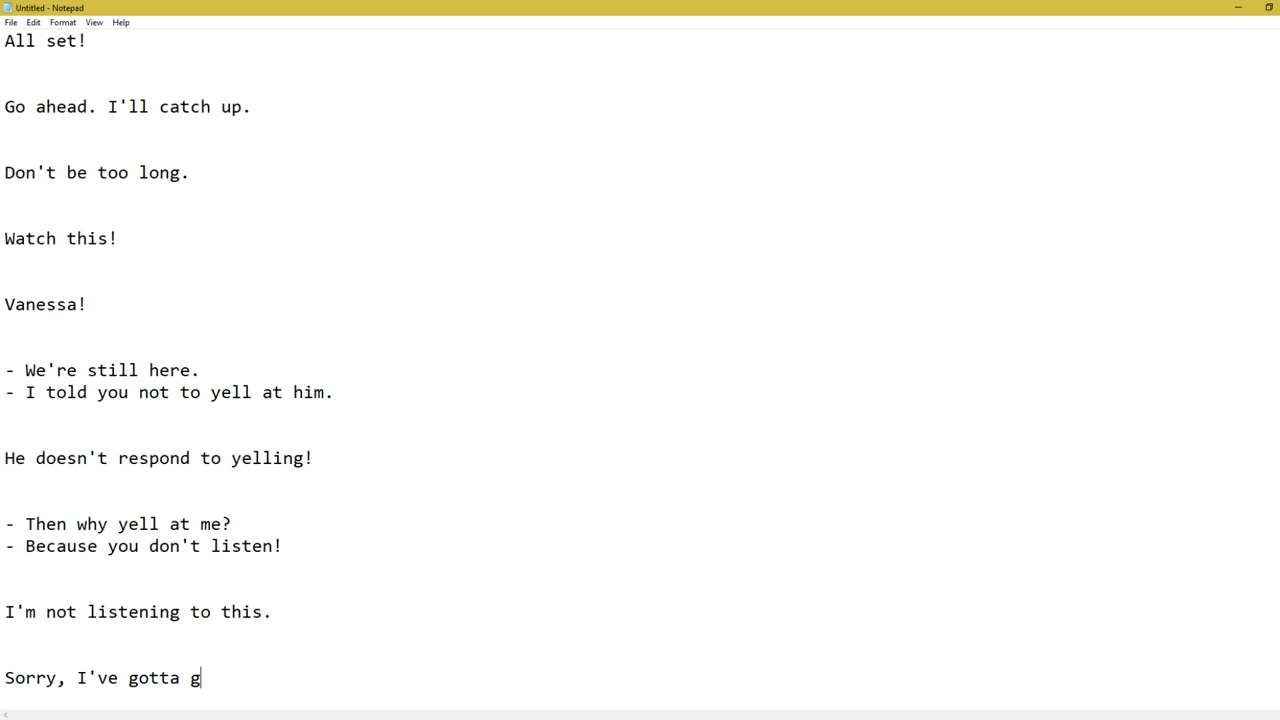 Untitled - Notepad
File Edit Format View Help
All set!
Go ahead. I'll catch up.
Don't be too long.
Watch this!
Vanessa!
- We're still here.
- I told you not to yell at him.
He doesn't respond to yelling!
- Then why yell at me?
- Because you don't listen!
I'm not listening to this.
Sorry, I've gotta g